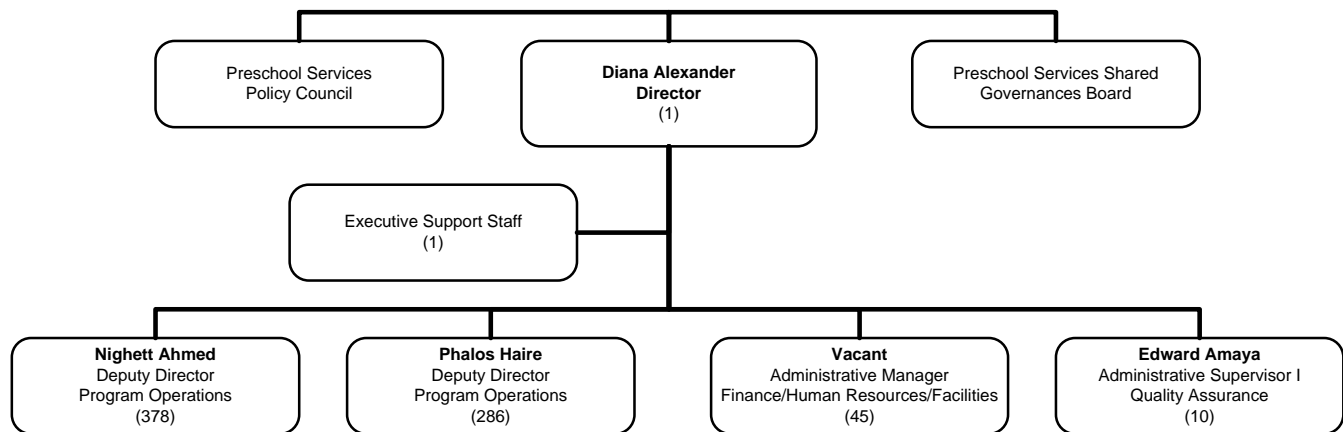 Preschool Services
Policy Council
Diana Alexander
Director
(1)
Preschool Services Shared
Governances Board
Executive Support Staff
(1)
Nighett Ahmed
Deputy Director
Program Operations
(378)
Phalos Haire
Deputy Director
Program Operations
(286)
Vacant
Administrative Manager
Finance/Human Resources/Facilities
(45)
Edward Amaya
Administrative Supervisor I
Quality Assurance
(10)